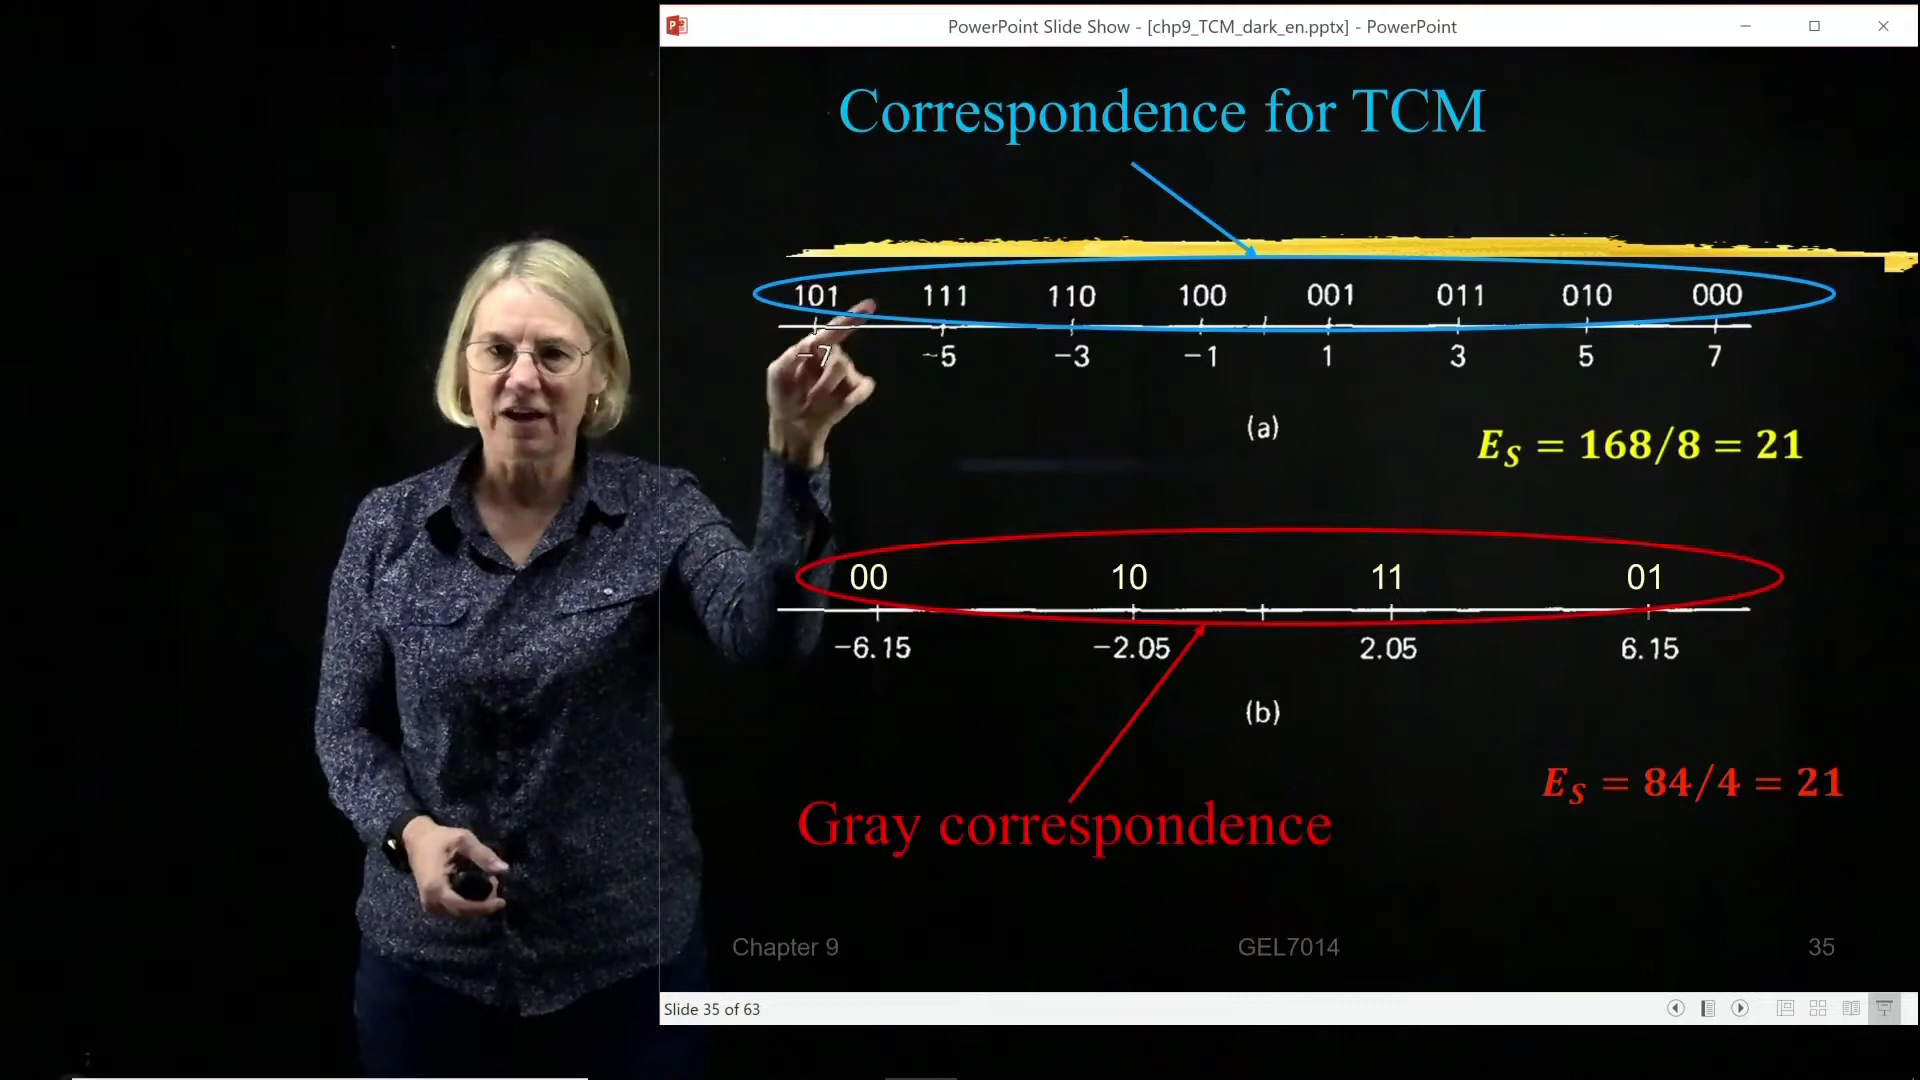 PowerPoint Slide Show - [chp9_TCM_dark_en.pptx] - PowerPoint
Correspondence for TCM
101 111 110 100 001 011 010 000
−7 −5 −3 −1 1 3 5 7
(a)
E_S = 168/8 = 21
00 10 11 01
−6.15 −2.05 2.05 6.15
(b)
E_S = 84/4 = 21
Gray correspondence
Chapter 9 GEL7014 35
Slide 35 of 63